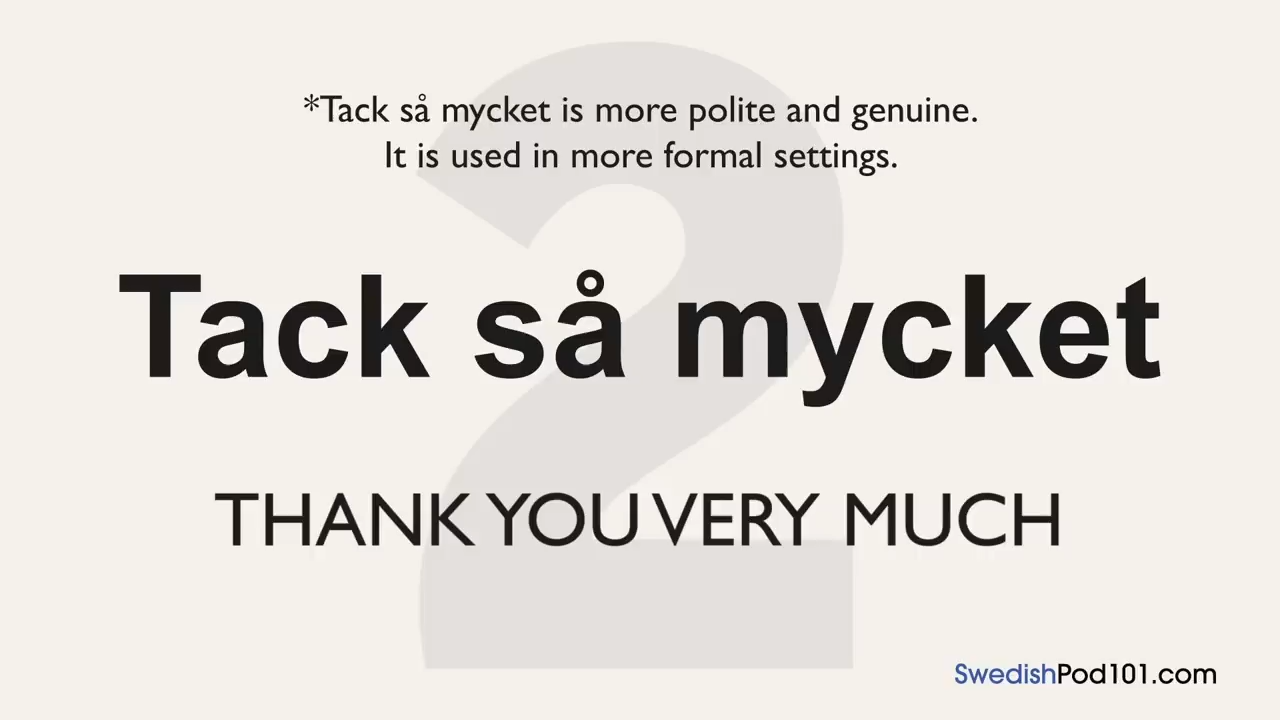 *Tack så mycket is more polite and genuine.
It is used in more formal settings.
2
Tack så mycket
THANK YOU VERY MUCH
SwedishPod101.com